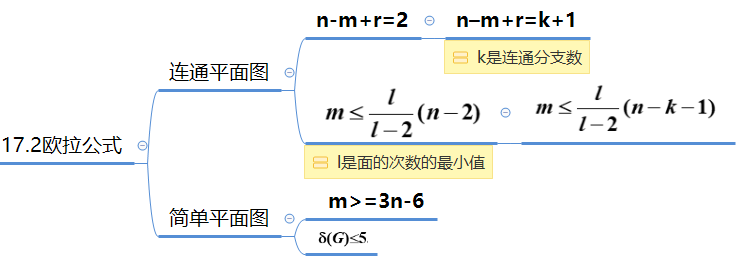 17.2欧拉公式
连通平面图
n-m+r=2
n–m+r=k+1
k是连通分支数
m ≤ l/(l−2) (n−2)
m ≤ l/(l−2) (n−k−1)
l是面的次数的最小值
简单平面图
m>=3n-6
δ(G)≤5